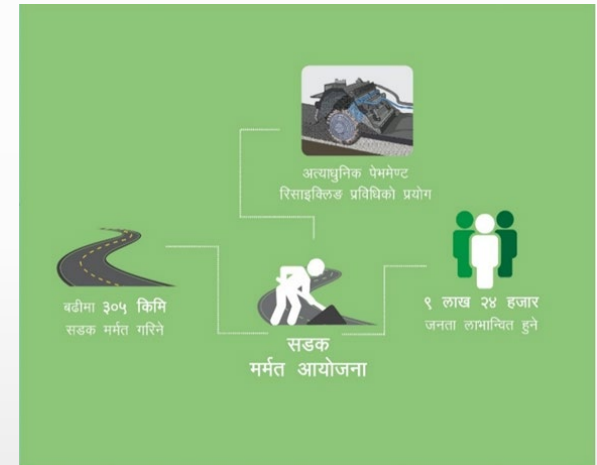 अत्याधुनिक पेभमेण्ट
रिसाइक्लिङ प्रविधिको प्रयोग
बढीमा ३०५ किमि
सडक मर्मत गरिने
९ लाख २४ हजार
जनता लाभान्वित हुने
सडक
मर्मत आयोजना